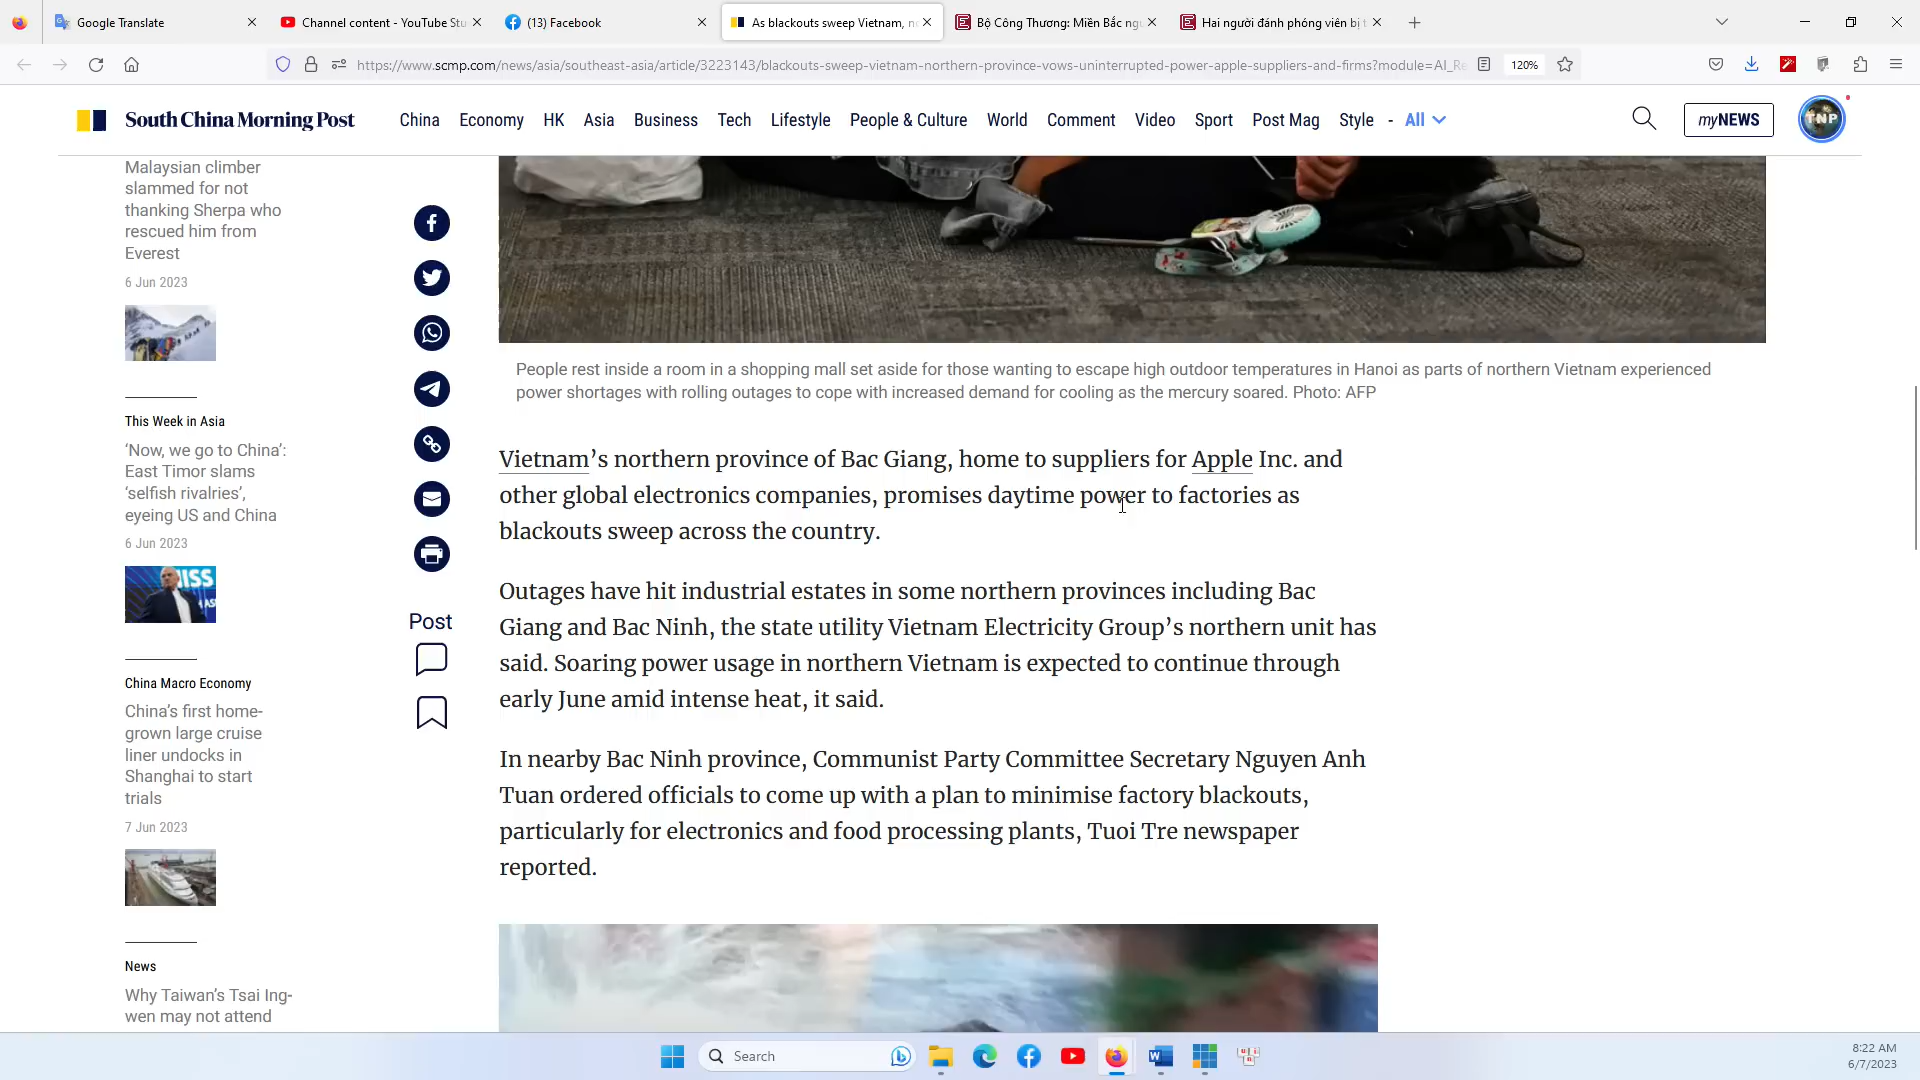 Google Translate
Channel content - YouTube Stu
(13) Facebook
As blackouts sweep Vietnam, n
Bộ Công Thương: Miền Bắc ng
Hai người đánh phóng viên bị t
https://www.scmp.com/news/asia/southeast-asia/article/3223143/blackouts-sweep-vietnam-northern-province-vows-uninterrupted-power-apple-suppliers-and-firms?module=AI_Re
120%
South China Morning Post
China
Economy
HK
Asia
Business
Tech
Lifestyle
People & Culture
World
Comment
Video
Sport
Post Mag
Style
-
All
myNEWS
TNP
Malaysian climber
slammed for not
thanking Sherpa who
rescued him from
Everest
6 Jun 2023
This Week in Asia
‘Now, we go to China’:
East Timor slams
‘selfish rivalries’,
eyeing US and China
6 Jun 2023
China Macro Economy
China’s first home-
grown large cruise
liner undocks in
Shanghai to start
trials
7 Jun 2023
News
Why Taiwan’s Tsai Ing-
wen may not attend
Post
People rest inside a room in a shopping mall set aside for those wanting to escape high outdoor temperatures in Hanoi as parts of northern Vietnam experienced
power shortages with rolling outages to cope with increased demand for cooling as the mercury soared. Photo: AFP
Vietnam’s northern province of Bac Giang, home to suppliers for Apple Inc. and
other global electronics companies, promises daytime power to factories as
blackouts sweep across the country.
Outages have hit industrial estates in some northern provinces including Bac
Giang and Bac Ninh, the state utility Vietnam Electricity Group’s northern unit has
said. Soaring power usage in northern Vietnam is expected to continue through
early June amid intense heat, it said.
In nearby Bac Ninh province, Communist Party Committee Secretary Nguyen Anh
Tuan ordered officials to come up with a plan to minimise factory blackouts,
particularly for electronics and food processing plants, Tuoi Tre newspaper
reported.
Search
8:22 AM
6/7/2023